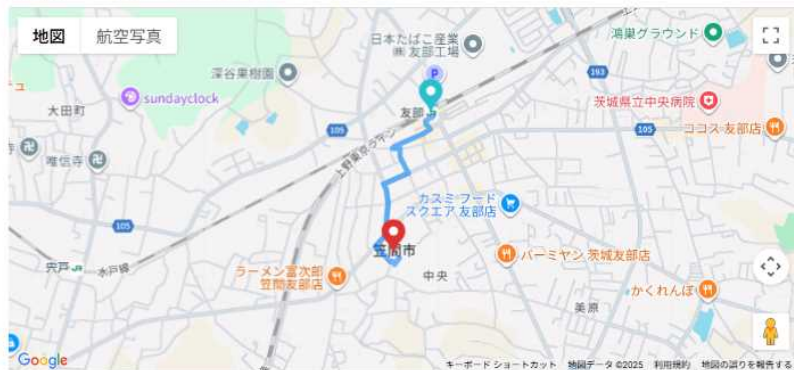 地図
航空写真
日本たばこ産業
㈱ 友部工場
鴻巣グラウンド
深谷果樹園
P
193
大田町
sundayclock
友部
茨城県立中央病院
105
上野東京ライン
105
ココス 友部店
唯信寺
カスミ フード
スクエア 友部店
105
笠間市
バーミヤン 茨城友部店
宍戸
JR
水戸線
ラーメン富次郎
笠間友部店
中央
かくれんぼ
美原
Google
キーボード ショートカット
地図データ ©2025
利用規約
地図の誤りを報告する